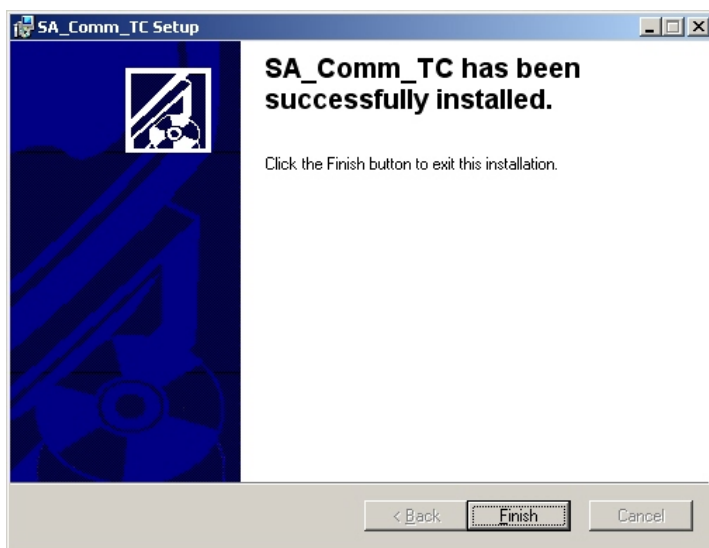 SA_Comm_TC Setup
SA_Comm_TC has been
successfully installed.
Click the Finish button to exit this installation.
< Back
Finish
Cancel